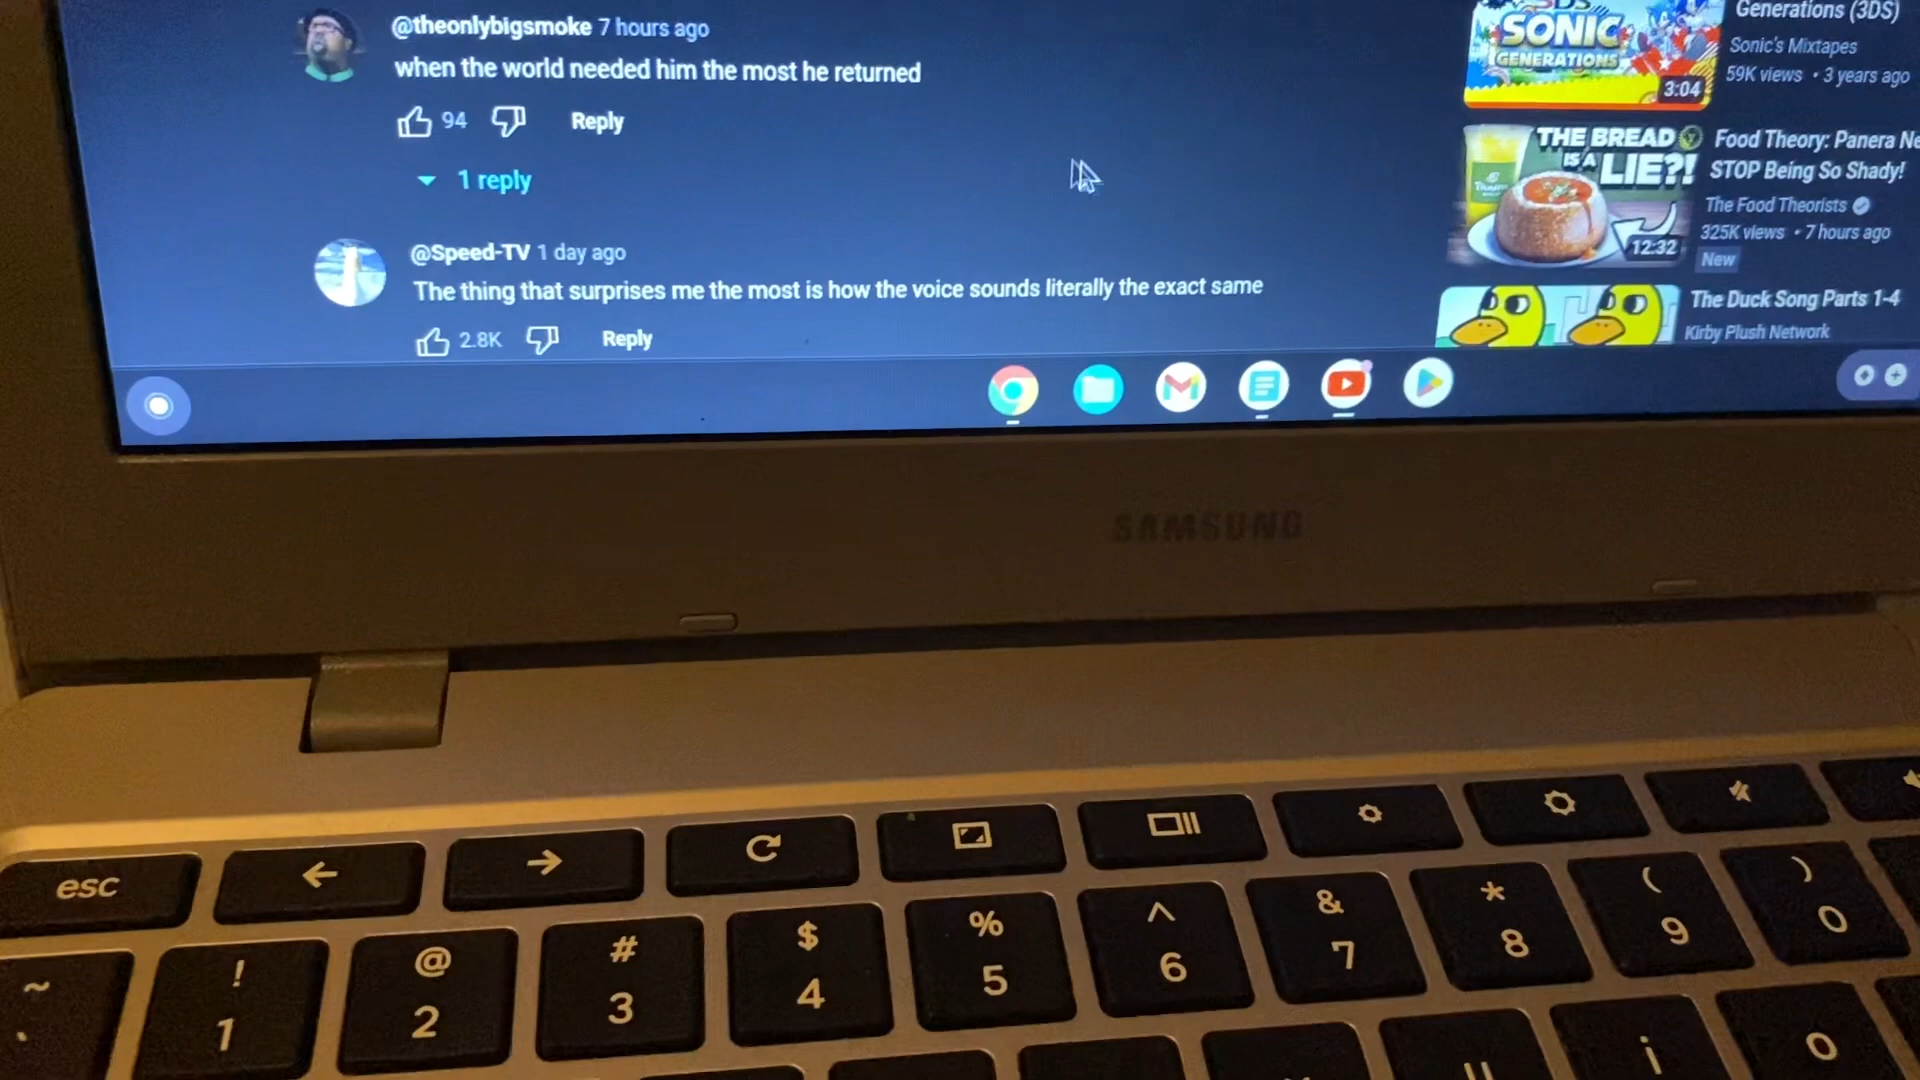 @theonlybigsmoke 7 hours ago
when the world needed him the most he returned
94 Reply
1 reply
@Speed-TV 1 day ago
The thing that surprises me the most is how the voice sounds literally the exact same
2.8K Reply
SONIC
GENERATIONS
3:04
Generations (3DS)
Sonic's Mixtapes
59K views • 3 years ago
THE BREAD
IS A LIE?!
12:32
Food Theory: Panera Ne
STOP Being So Shady!
The Food Theorists
325K views • 7 hours ago
New
The Duck Song Parts 1-4
Kirby Plush Network
SAMSUNG
esc
~ ! @ # $ % ^ & * ( )
` 1 2 3 4 5 6 7 8 9 0
u i o